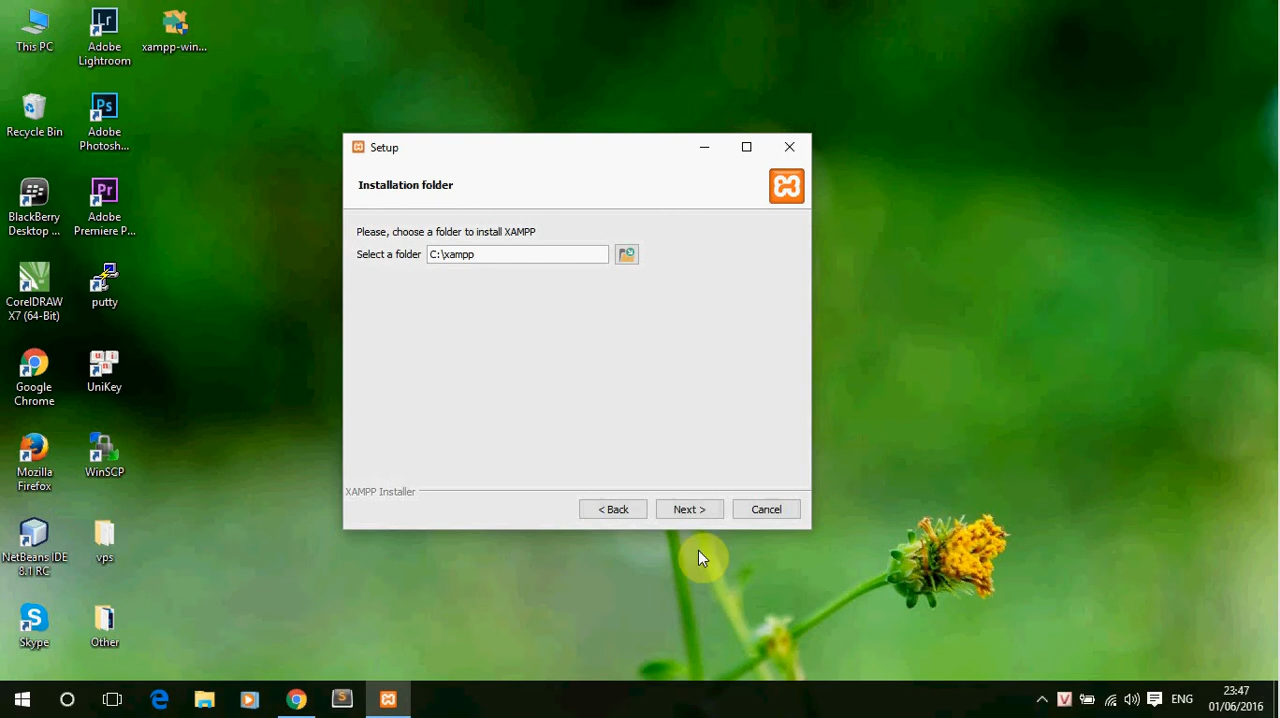 This PC
Adobe
Lightroom
xampp-win...
Recycle Bin
Adobe
Photosh...
BlackBerry
Desktop ...
Adobe
Premiere P...
CorelDRAW
X7 (64-Bit)
putty
Google
Chrome
UniKey
Mozilla
Firefox
WinSCP
NetBeans IDE
8.1 RC
vps
Skype
Other
Setup
Installation folder
Please, choose a folder to install XAMPP
Select a folder C:\xampp
XAMPP Installer
< Back Next > Cancel
ENG
23:47
01/06/2016